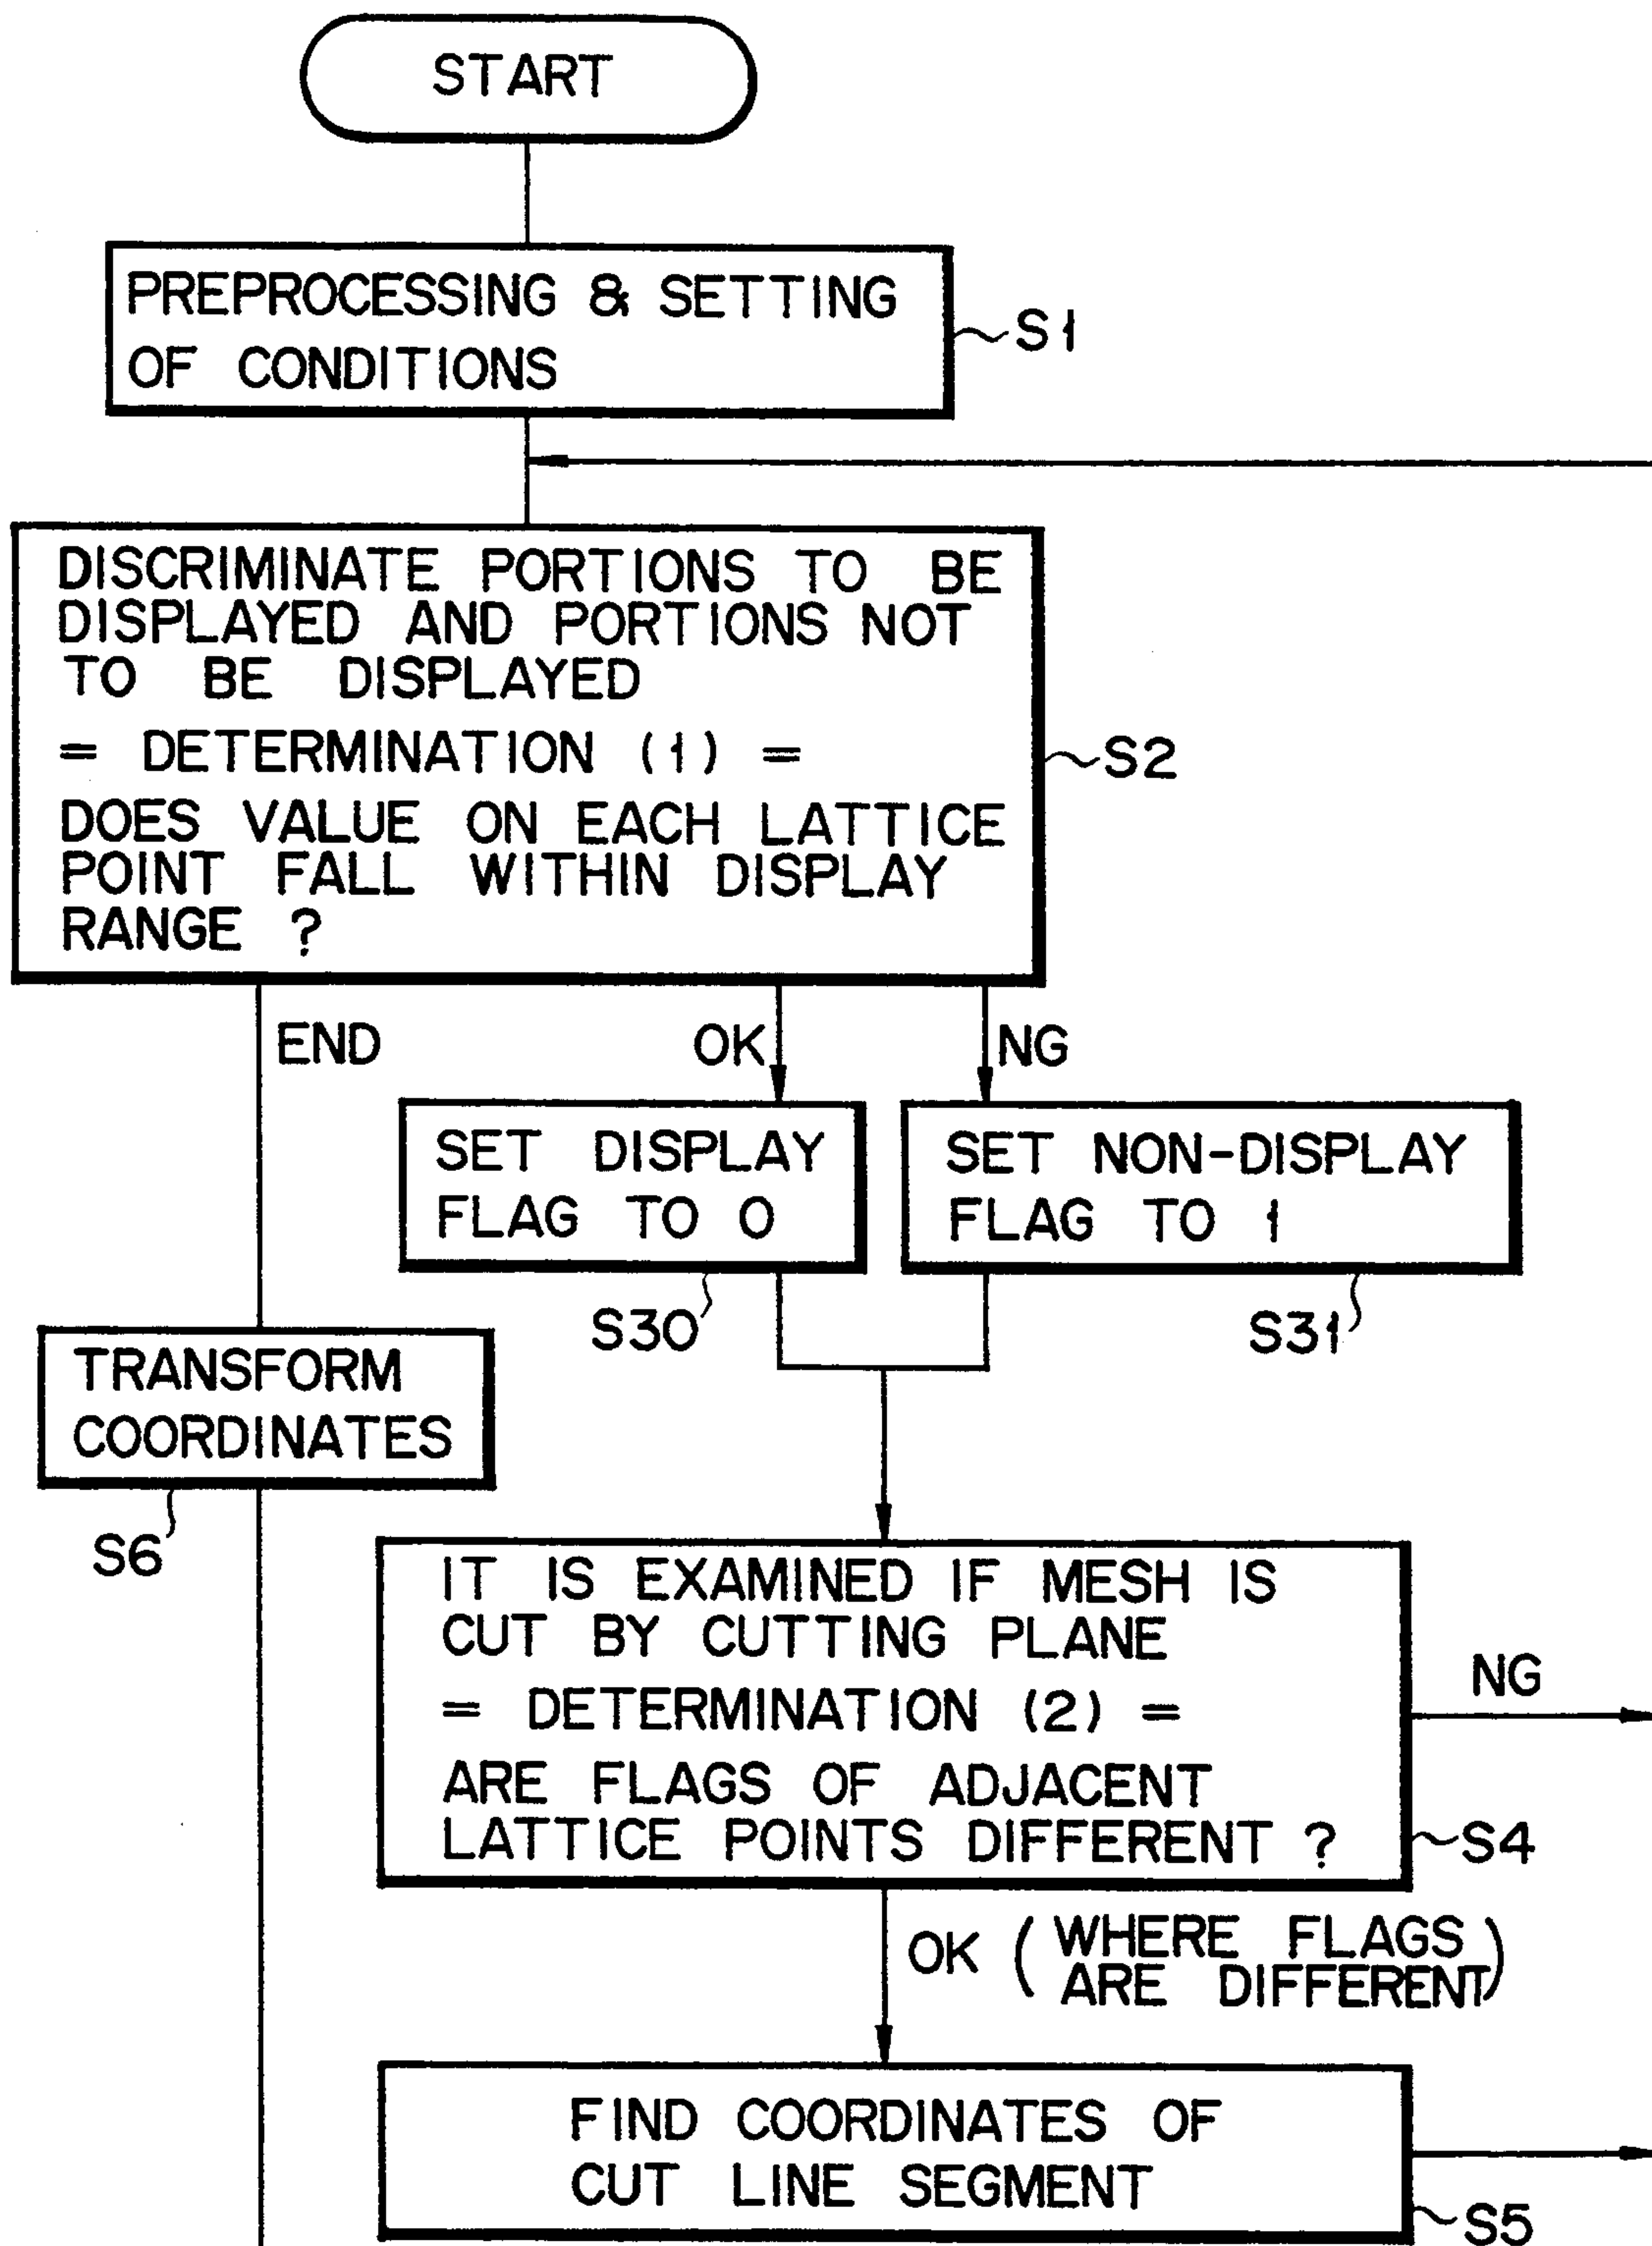 START
PREPROCESSING & SETTING
OF CONDITIONS
S1
DISCRIMINATE PORTIONS TO BE
DISPLAYED AND PORTIONS NOT
TO BE DISPLAYED
= DETERMINATION (1) =
DOES VALUE ON EACH LATTICE
POINT FALL WITHIN DISPLAY
RANGE ?
S2
END
OK
NG
SET DISPLAY
FLAG TO 0
S30
SET NON-DISPLAY
FLAG TO 1
S31
TRANSFORM
COORDINATES
S6
IT IS EXAMINED IF MESH IS
CUT BY CUTTING PLANE
= DETERMINATION (2) =
ARE FLAGS OF ADJACENT
LATTICE POINTS DIFFERENT ?
NG
S4
OK (WHERE FLAGS
ARE DIFFERENT)
FIND COORDINATES OF
CUT LINE SEGMENT
S5